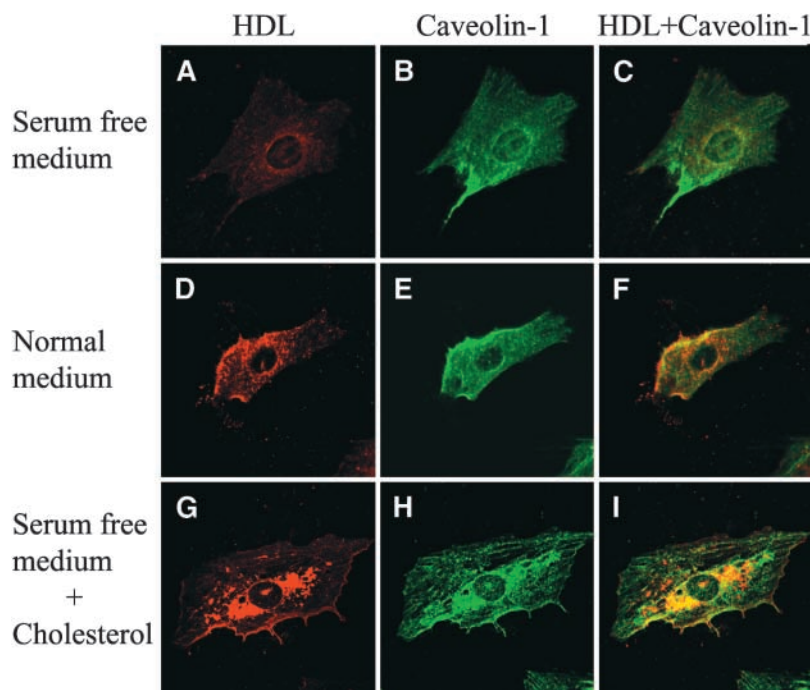 HDL Caveolin-1 HDL+Caveolin-1
A B C
Serum free
medium
D E F
Normal
medium
G H I
Serum free
medium
+
Cholesterol